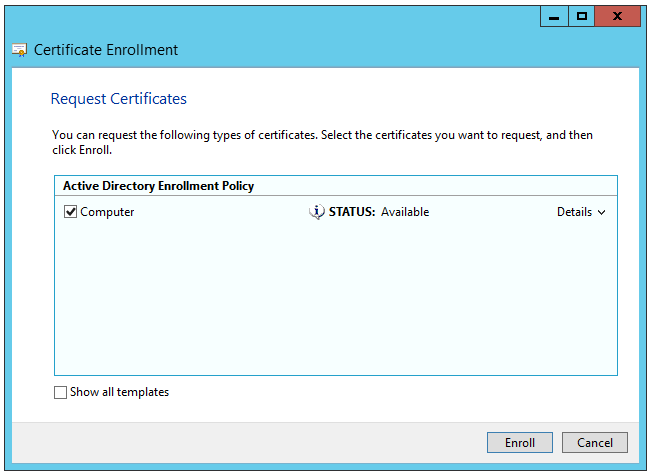 Certificate Enrollment
Request Certificates
You can request the following types of certificates. Select the certificates you want to request, and then
click Enroll.
Active Directory Enrollment Policy
Computer STATUS: Available Details
Show all templates
Enroll Cancel